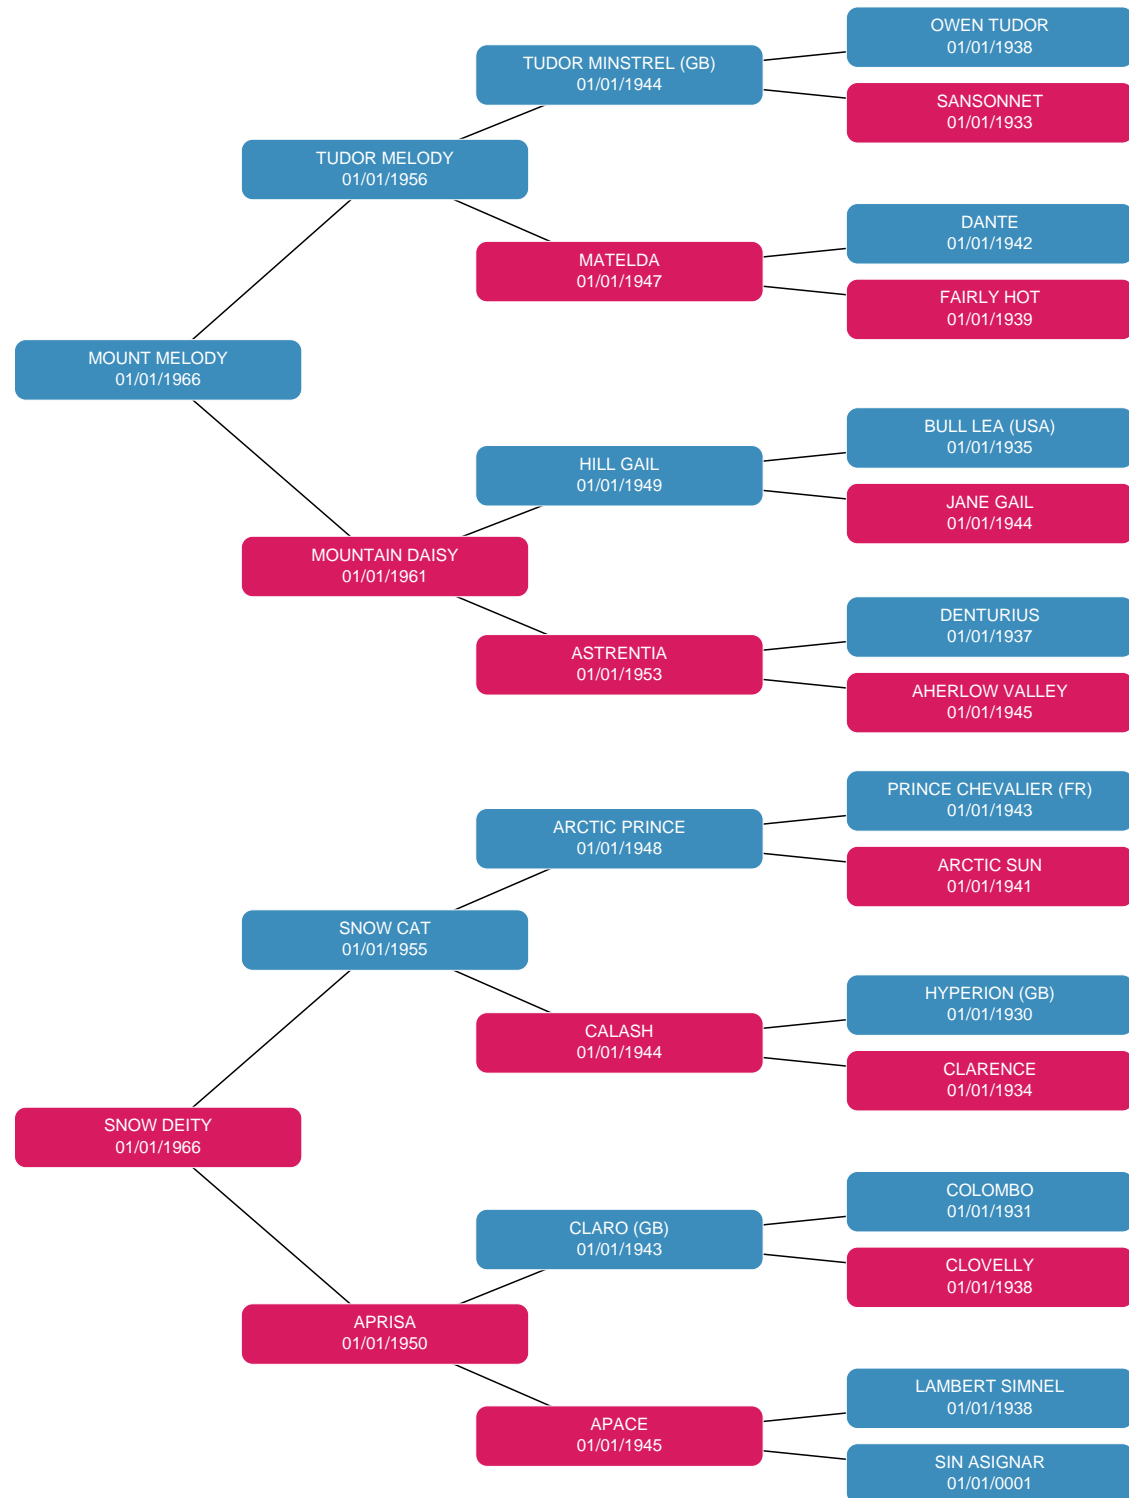 OWEN TUDOR
01/01/1938
TUDOR MINSTREL (GB)
01/01/1944
SANSONNET
01/01/1933
TUDOR MELODY
01/01/1956
DANTE
01/01/1942
MATELDA
01/01/1947
FAIRLY HOT
01/01/1939
MOUNT MELODY
01/01/1966
BULL LEA (USA)
01/01/1935
HILL GAIL
01/01/1949
JANE GAIL
01/01/1944
MOUNTAIN DAISY
01/01/1961
DENTURIUS
01/01/1937
ASTRENTIA
01/01/1953
AHERLOW VALLEY
01/01/1945
PRINCE CHEVALIER (FR)
01/01/1943
ARCTIC PRINCE
01/01/1948
ARCTIC SUN
01/01/1941
SNOW CAT
01/01/1955
HYPERION (GB)
01/01/1930
CALASH
01/01/1944
CLARENCE
01/01/1934
SNOW DEITY
01/01/1966
COLOMBO
01/01/1931
CLARO (GB)
01/01/1943
CLOVELLY
01/01/1938
APRISA
01/01/1950
LAMBERT SIMNEL
01/01/1938
APACE
01/01/1945
SIN ASIGNAR
01/01/0001